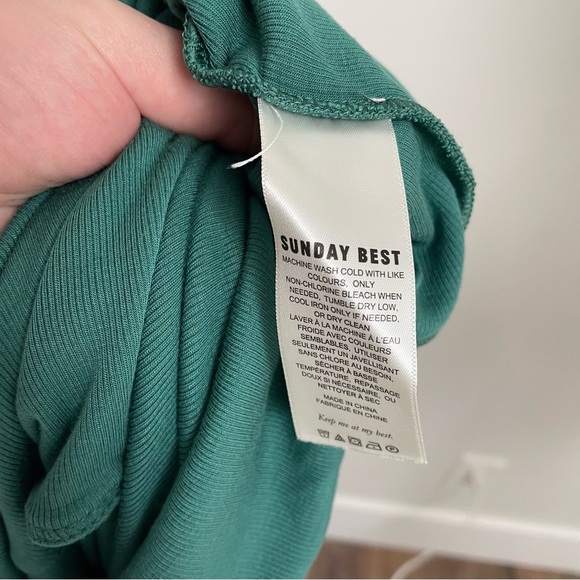 SUNDAY BEST
MACHINE WASH COLD WITH LIKE
COLOURS, ONLY
NON-CHLORINE BLEACH WHEN
NEEDED, TUMBLE DRY LOW,
COOL IRON ONLY IF NEEDED,
OR DRY CLEAN
LAVER À LA MACHINE À L'EAU
FROIDE AVEC COULEURS
SEMBLABLES, UTILISER
SEULEMENT UN JAVELLISANT
SANS CHLORE AU BESOIN,
SÉCHER À BASSE
TEMPÉRATURE, REPASSAGE
DOUX SI NÉCESSAIRE, OU
NETTOYER À SEC
MADE IN CHINA
FABRIQUE EN CHINE
Keep me at my best.